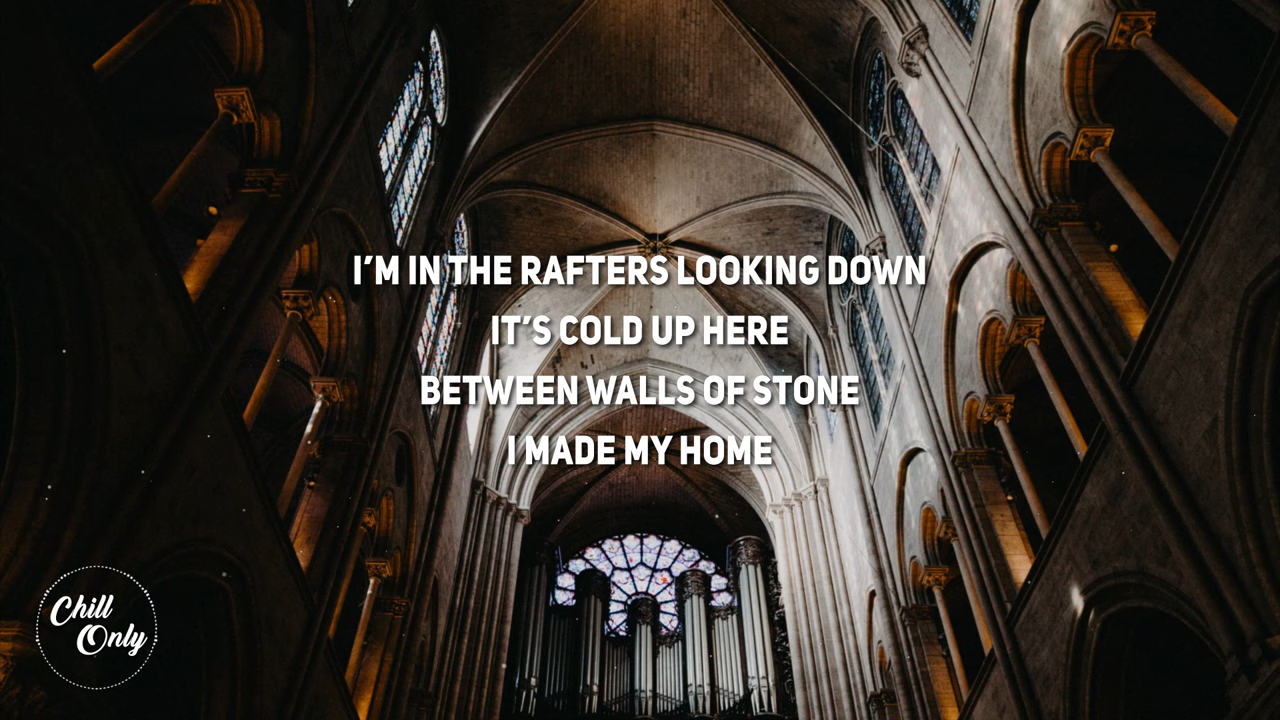 I'M IN THE RAFTERS LOOKING DOWN
IT'S COLD UP HERE
BETWEEN WALLS OF STONE
I MADE MY HOME
Chill
Only